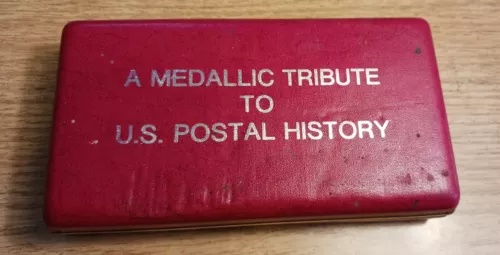 A MEDALLIC TRIBUTE
TO
U.S. POSTAL HISTORY